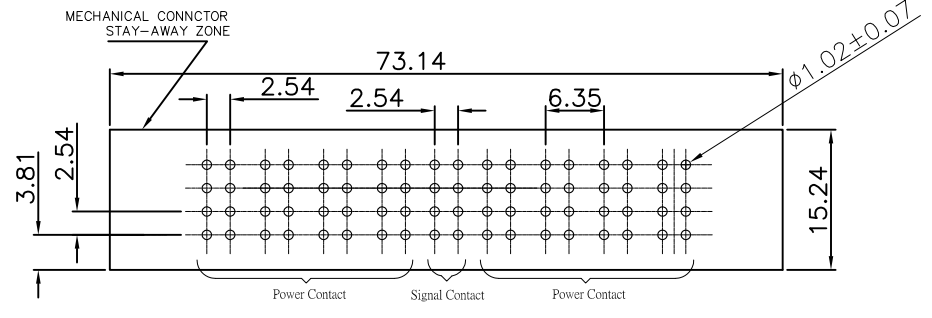 MECHANICAL CONNCTOR
STAY-AWAY ZONE
73.14
ø1.02±0.07
2.54
2.54
6.35
3.81
2.54
15.24
Power Contact
Signal Contact
Power Contact